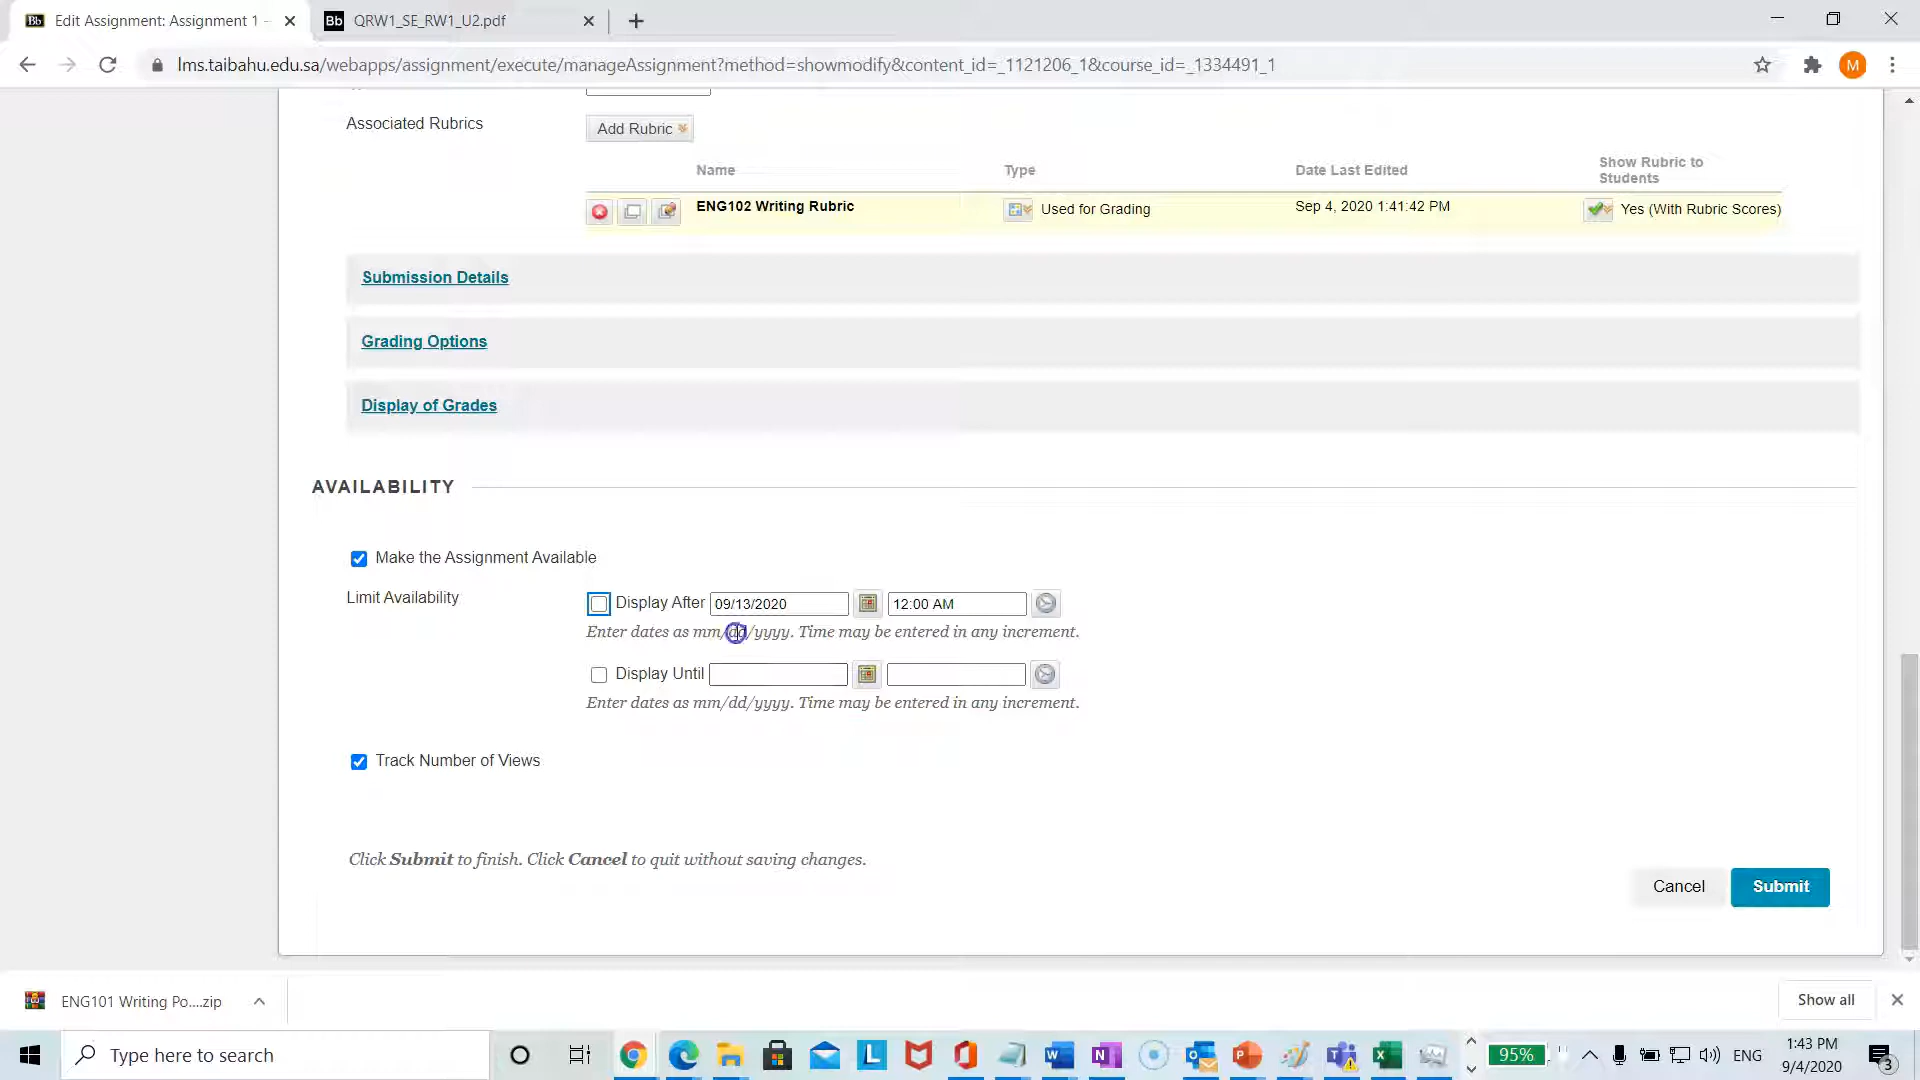 Edit Assignment: Assignment 1 -
QRW1_SE_RW1_U2.pdf
lms.taibahu.edu.sa/webapps/assignment/execute/manageAssignment?method=showmodify&content_id=_1121206_1&course_id=_1334491_1
M
Associated Rubrics
Add Rubric
Name
Type
Date Last Edited
Show Rubric to
Students
ENG102 Writing Rubric
Used for Grading
Sep 4, 2020 1:41:42 PM
Yes (With Rubric Scores)
Submission Details
Grading Options
Display of Grades
AVAILABILITY
Make the Assignment Available
Limit Availability
Display After 09/13/2020 12:00 AM
Enter dates as mm/dd/yyyy. Time may be entered in any increment.
Display Until
Enter dates as mm/dd/yyyy. Time may be entered in any increment.
Track Number of Views
Click Submit to finish. Click Cancel to quit without saving changes.
Cancel
Submit
ENG101 Writing Po....zip
Show all
Type here to search
95%
ENG
1:43 PM
9/4/2020
3